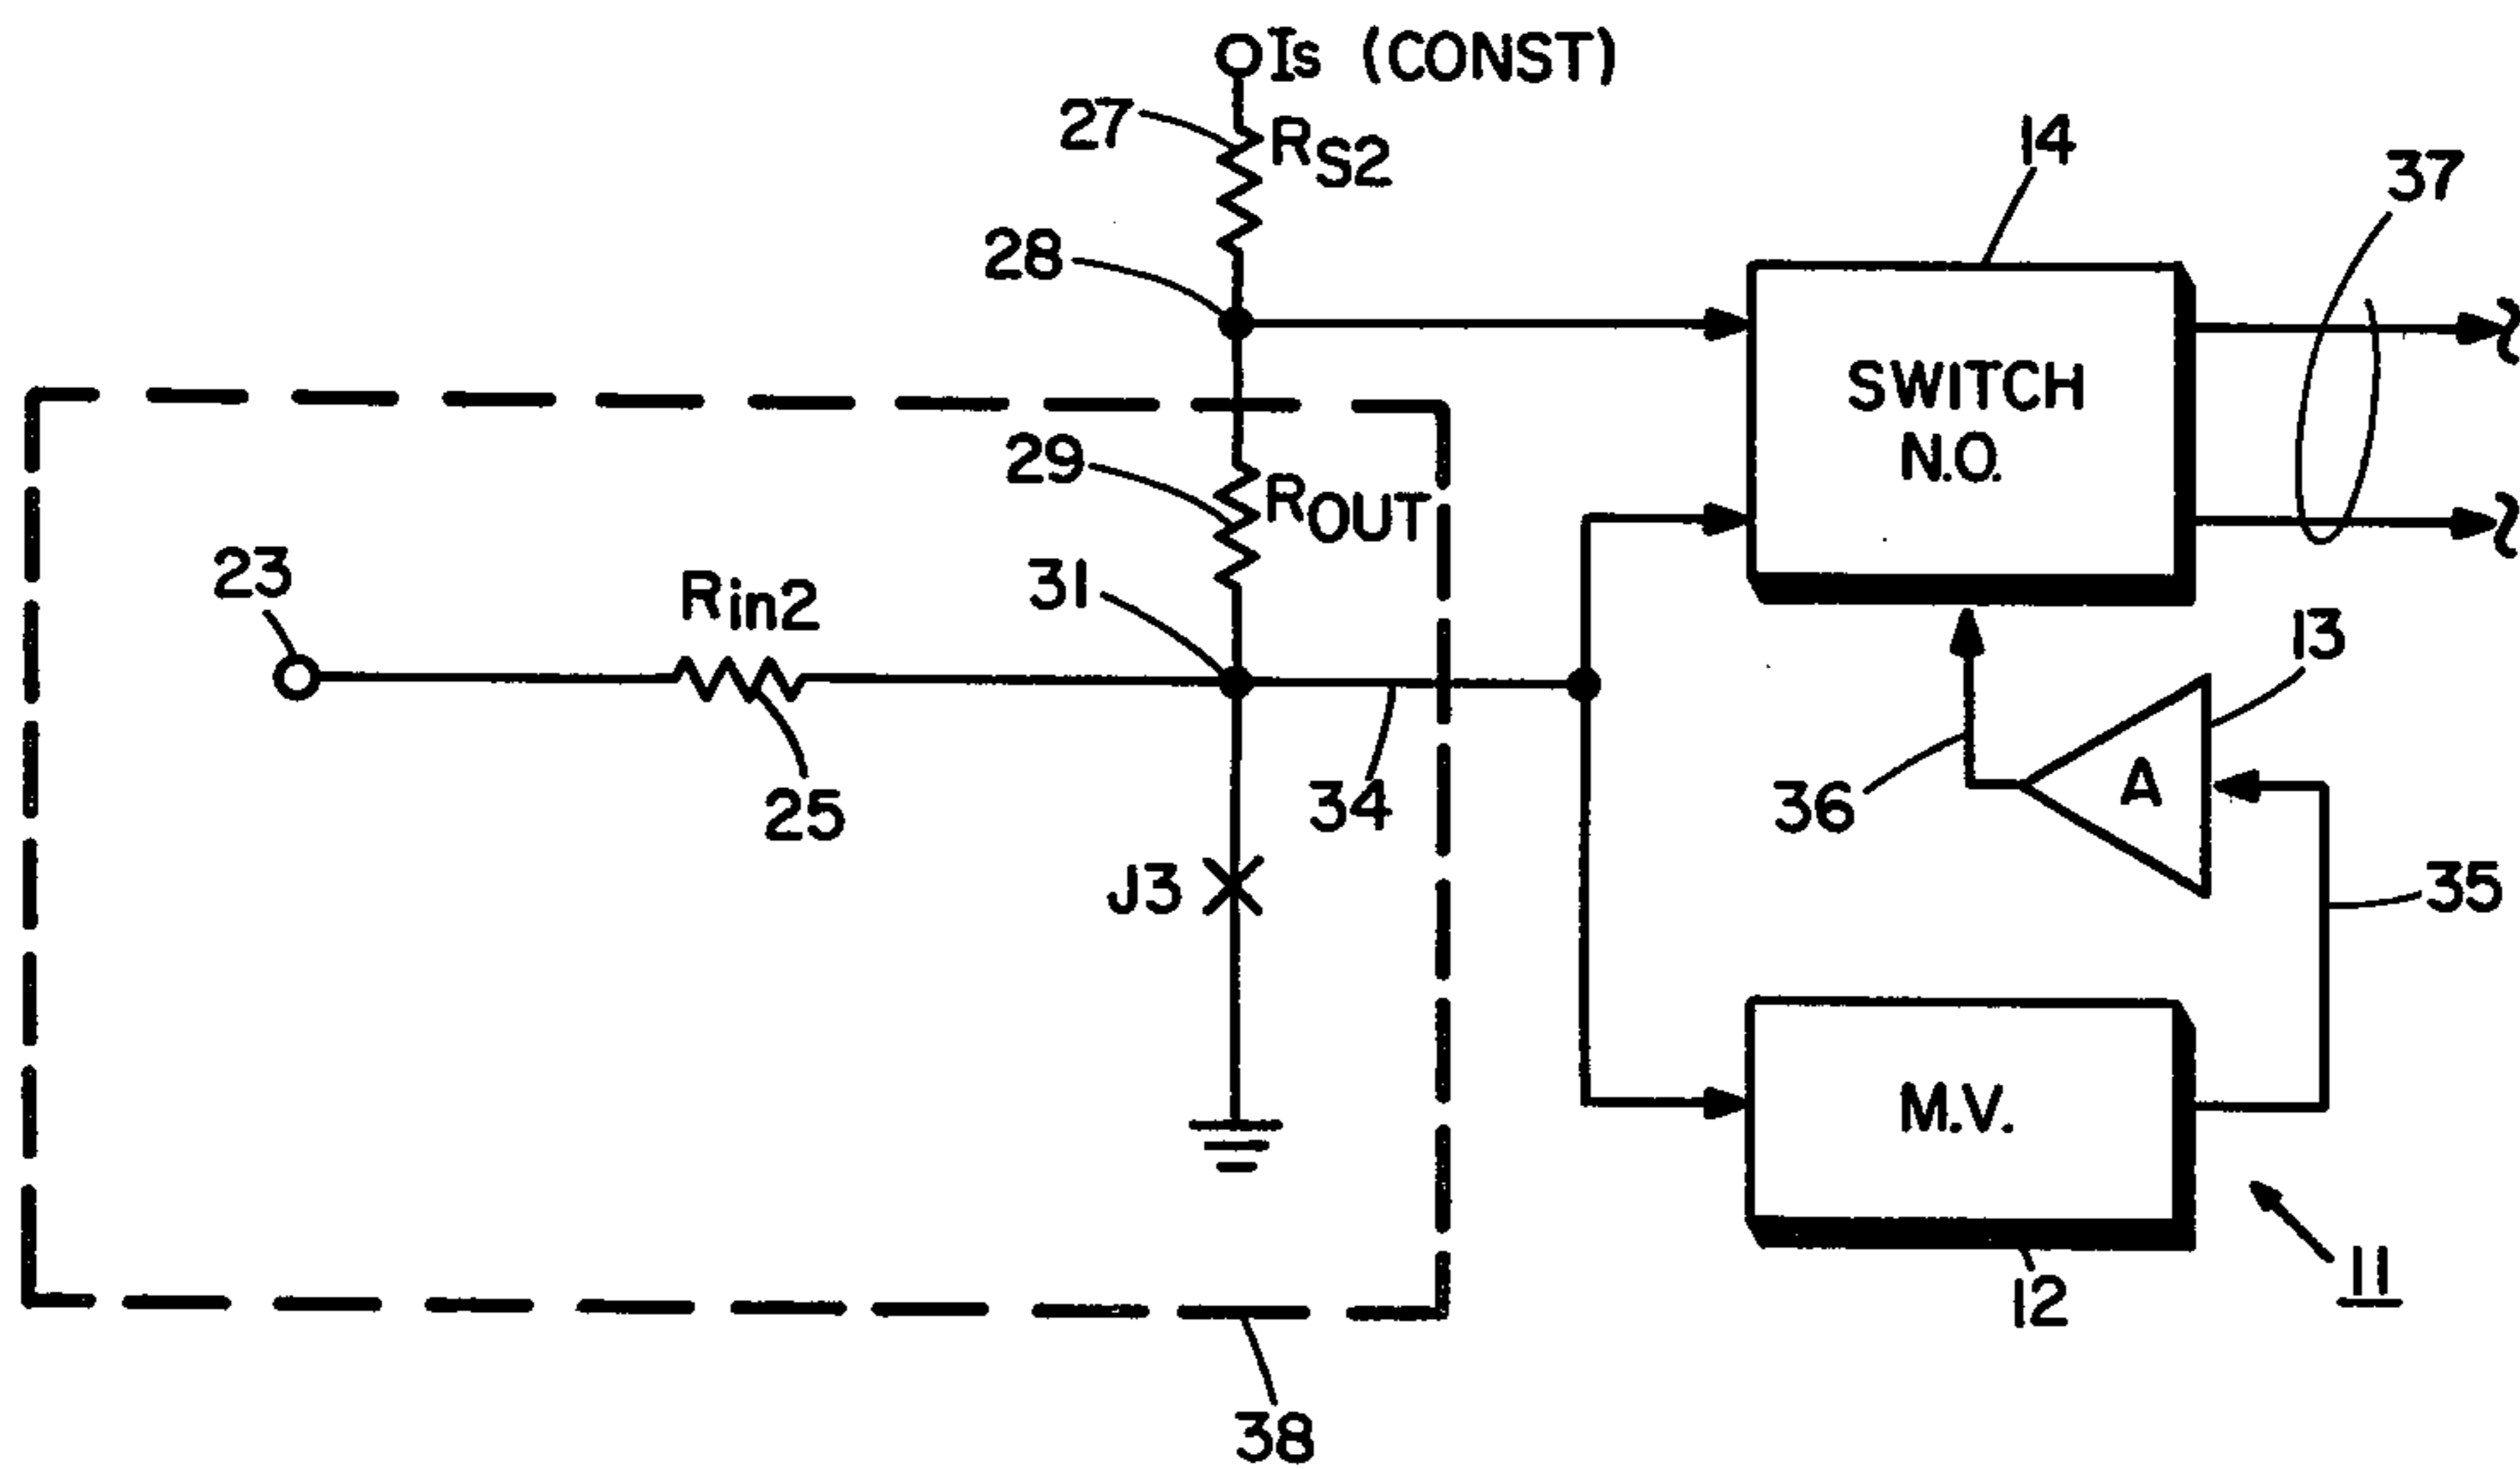 Is (CONST)
27
RS2
14
37
28
SWITCH
N.O.
29
ROUT
23
Rin2
31
13
A
25
34
36
J3
35
M.V.
11
12
38